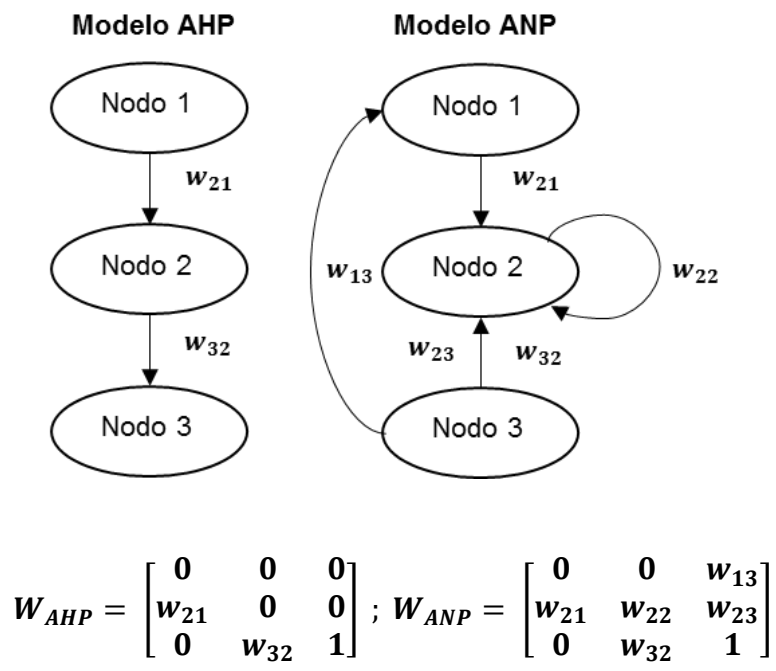 Modelo AHP Modelo ANP
Nodo 1 Nodo 1
w₂₁ w₂₁
Nodo 2 w₁₃ Nodo 2 w₂₂
w₃₂ w₂₃ w₃₂
Nodo 3 Nodo 3
W_AHP = [0 0 0; w₂₁ 0 0; 0 w₃₂ 1] ; W_ANP = [0 0 w₁₃; w₂₁ w₂₂ w₂₃; 0 w₃₂ 1]